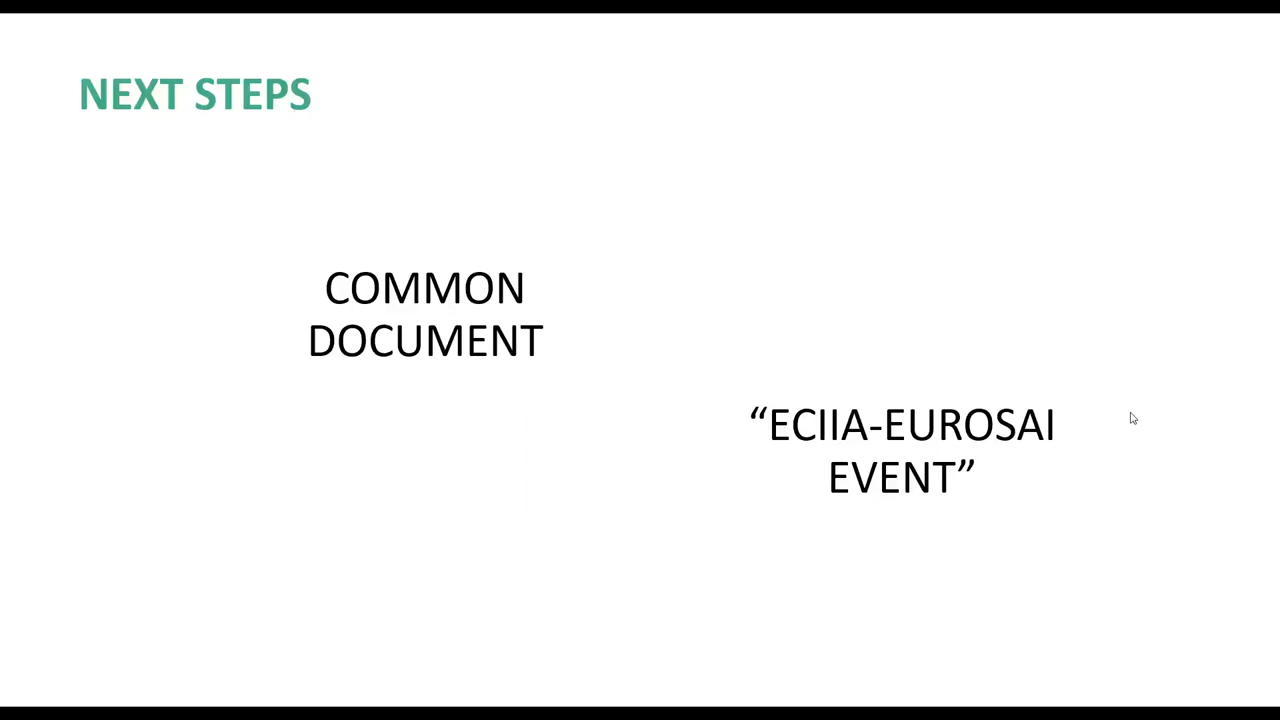 NEXT STEPS
COMMON
DOCUMENT
“ECIIA-EUROSAI
EVENT”